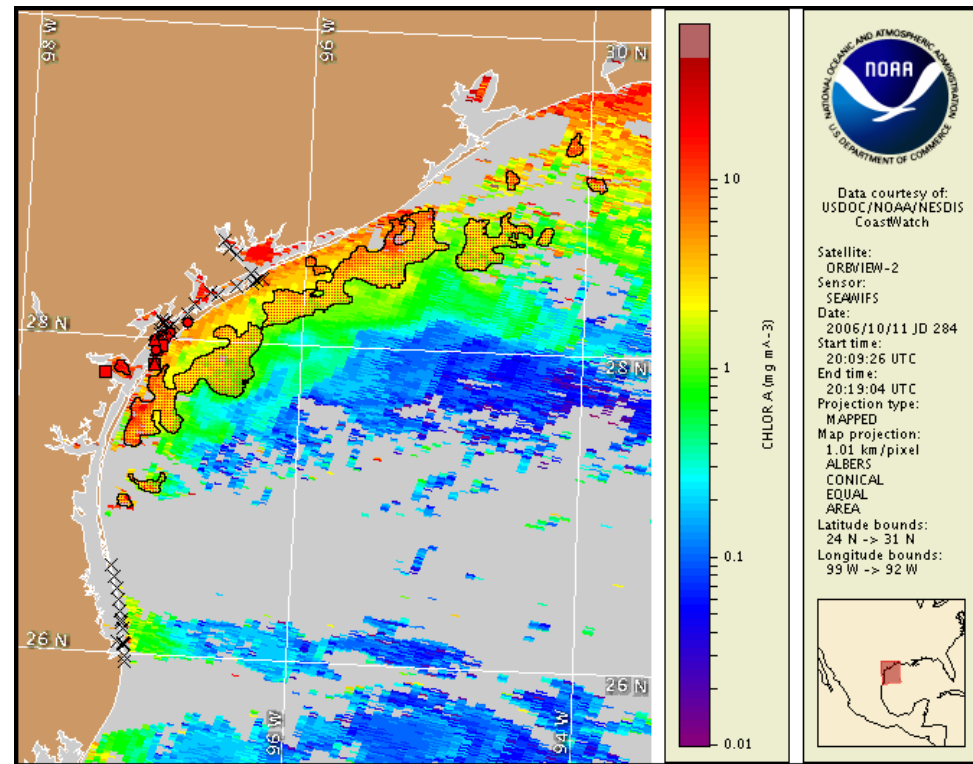 98 W
96 W
30 N
28 N
28 N
26 N
26 N
96 W
94 W
10
1
0.1
0.01
CHLOR A (mg m^-3)
NATIONAL OCEANIC AND ATMOSPHERIC ADMINISTRATION
NOAA
U.S. DEPARTMENT OF COMMERCE
Data courtesy of:
USDOC/NOAA/NESDIS
CoastWatch
Satellite:
ORBVIEW-2
Sensor:
SEAWIFS
Date:
2006/10/11 JD 284
Start time:
20:09:26 UTC
End time:
20:19:04 UTC
Projection type:
MAPPED
Map projection:
1.01 km/pixel
ALBERS
CONICAL
EQUAL
AREA
Latitude bounds:
24 N -> 31 N
Longitude bounds:
99 W -> 92 W